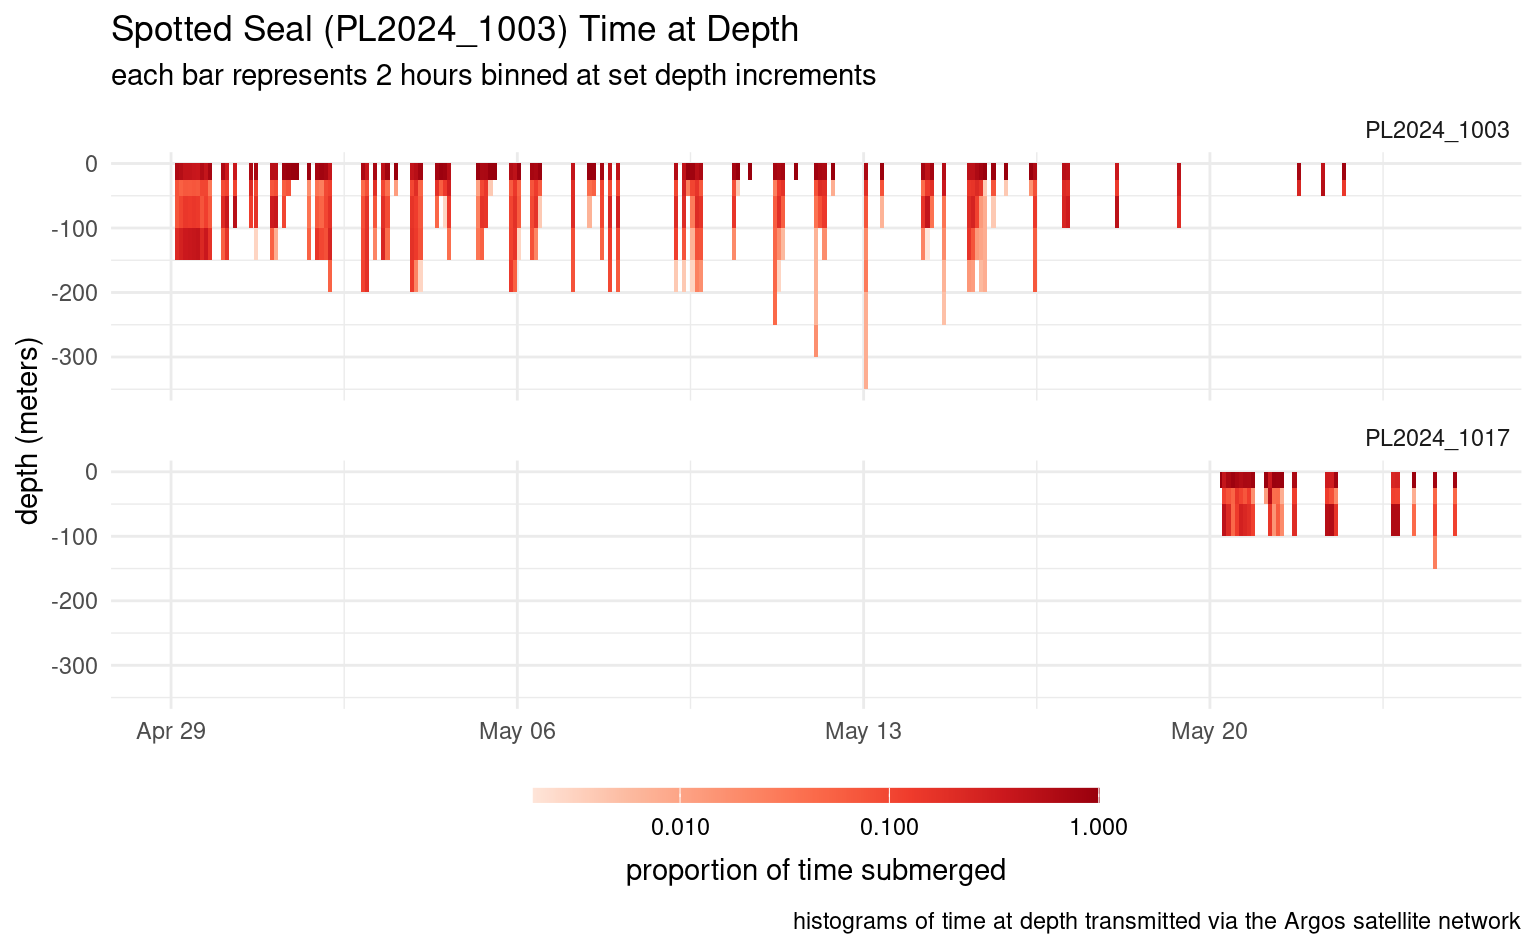 Spotted Seal (PL2024_1003) Time at Depth
each bar represents 2 hours binned at set depth increments
PL2024_1003
0
-100
-200
-300
depth (meters)
PL2024_1017
0
-100
-200
-300
Apr 29 May 06 May 13 May 20
0.010 0.100 1.000
proportion of time submerged
histograms of time at depth transmitted via the Argos satellite network